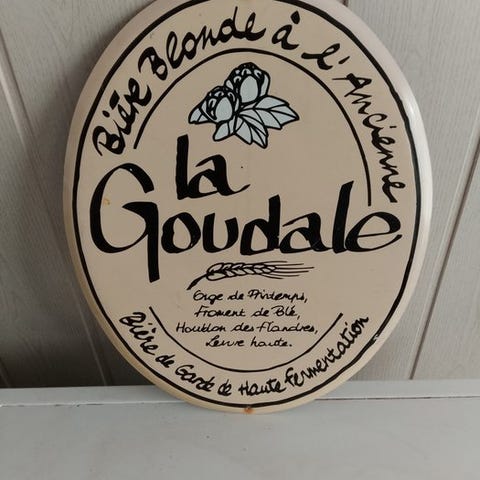 Bière Blonde à l'Ancienne
la
Goudale
Orge de Printemps,
Froment de Blé,
Houblon des Flandres,
Levure haute.
Bière de Garde de Haute Fermentation